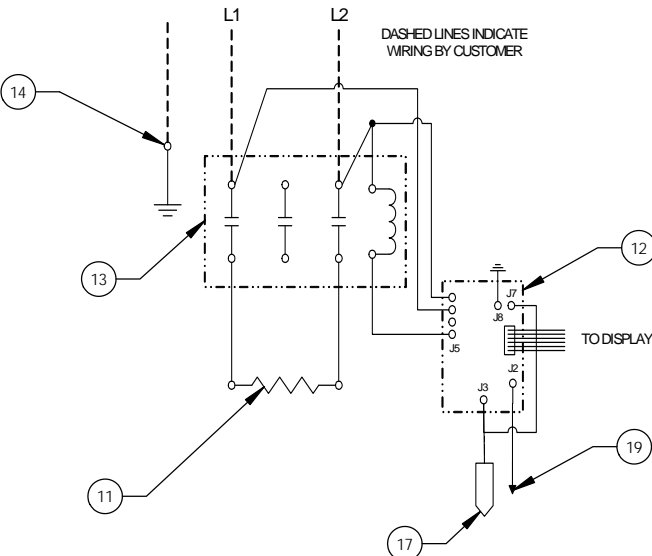 L1
L2
DASHED LINES INDICATE
WIRING BY CUSTOMER
14
13
12
J7
J8
TO DISPLAY
J5
J2
J3
11
19
17